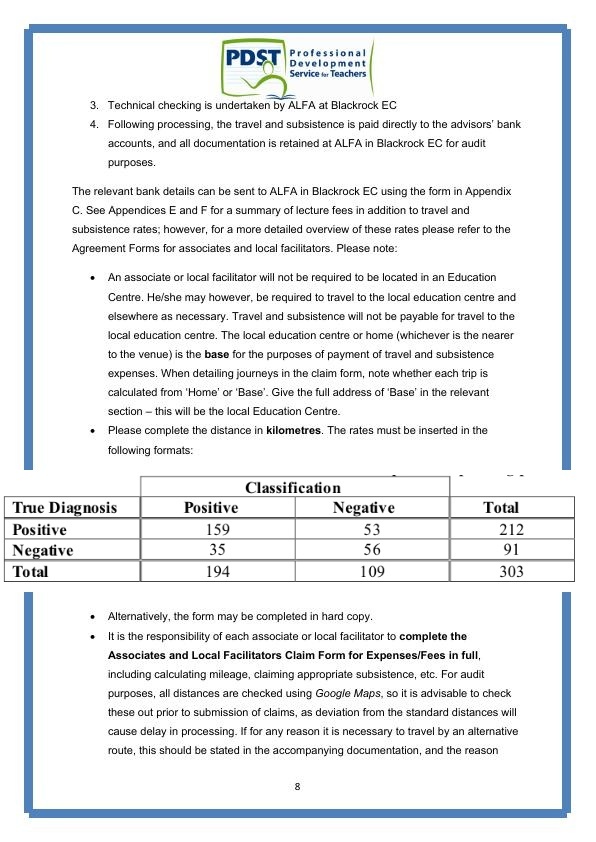 PDST Professional
Development
Service for Teachers
3. Technical checking is undertaken by ALFA at Blackrock EC
4. Following processing, the travel and subsistence is paid directly to the advisors’ bank
accounts, and all documentation is retained at ALFA in Blackrock EC for audit
purposes.
The relevant bank details can be sent to ALFA in Blackrock EC using the form in Appendix
C. See Appendices E and F for a summary of lecture fees in addition to travel and
subsistence rates; however, for a more detailed overview of these rates please refer to the
Agreement Forms for associates and local facilitators. Please note:
• An associate or local facilitator will not be required to be located in an Education
Centre. He/she may however, be required to travel to the local education centre and
elsewhere as necessary. Travel and subsistence will not be payable for travel to the
local education centre. The local education centre or home (whichever is the nearer
to the venue) is the base for the purposes of payment of travel and subsistence
expenses. When detailing journeys in the claim form, note whether each trip is
calculated from ‘Home’ or ‘Base’. Give the full address of ‘Base’ in the relevant
section – this will be the local Education Centre.
• Please complete the distance in kilometres. The rates must be inserted in the
following formats:
Classification
True Diagnosis Positive Negative Total
Positive 159 53 212
Negative 35 56 91
Total 194 109 303
• Alternatively, the form may be completed in hard copy.
• It is the responsibility of each associate or local facilitator to complete the
Associates and Local Facilitators Claim Form for Expenses/Fees in full,
including calculating mileage, claiming appropriate subsistence, etc. For audit
purposes, all distances are checked using Google Maps, so it is advisable to check
these out prior to submission of claims, as deviation from the standard distances will
cause delay in processing. If for any reason it is necessary to travel by an alternative
route, this should be stated in the accompanying documentation, and the reason
8